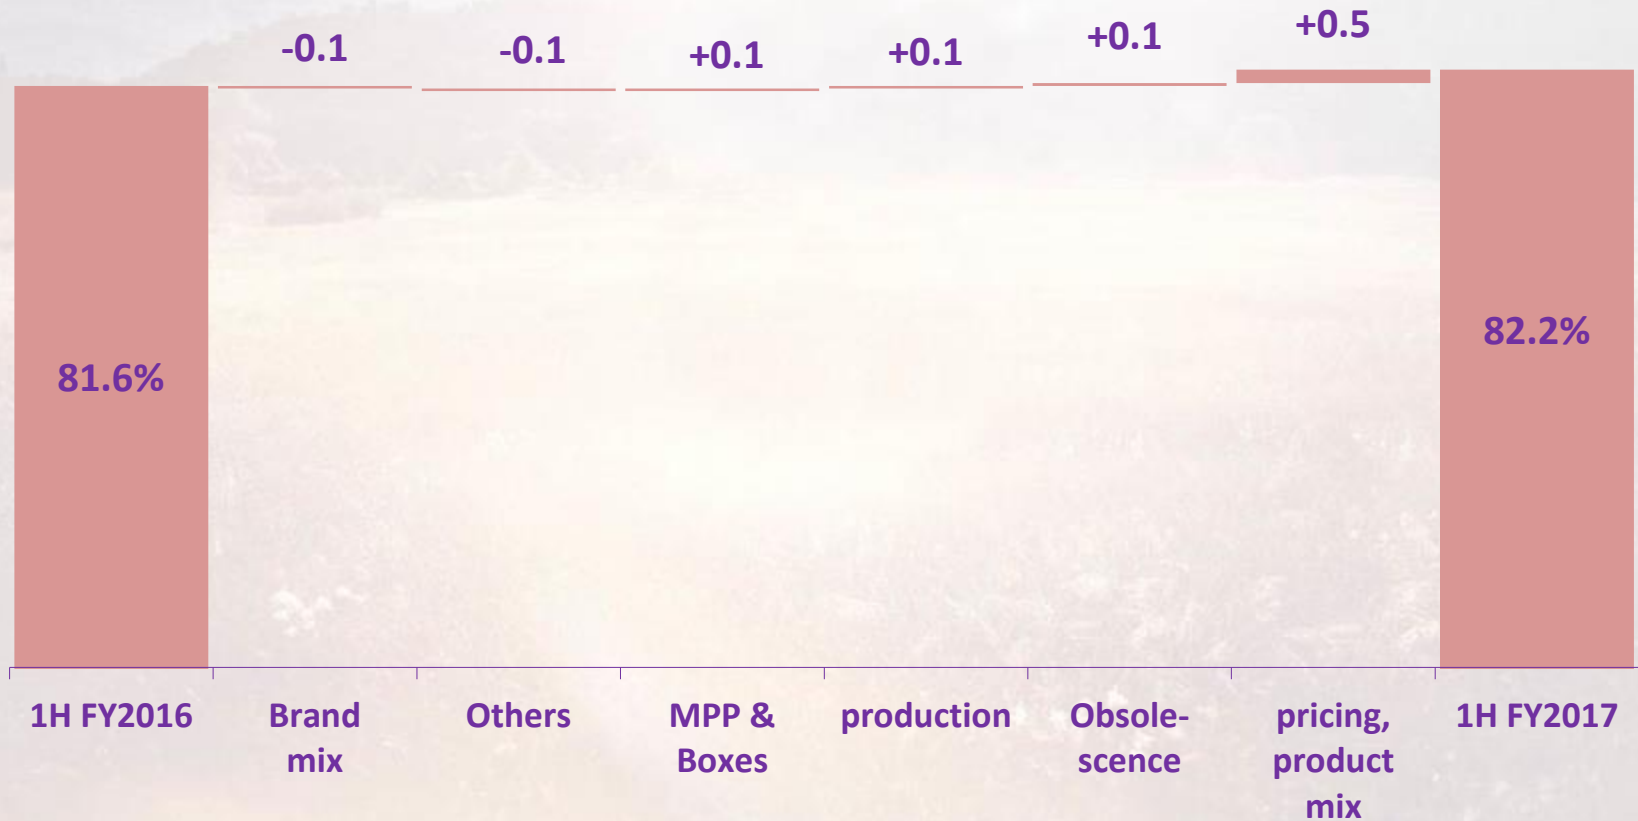 -0.1
-0.1
+0.1
+0.1
+0.1
+0.5
81.6%
82.2%
1H FY2016
Brand
mix
Others
MPP &
Boxes
production
Obsole-
scence
pricing,
product
mix
1H FY2017